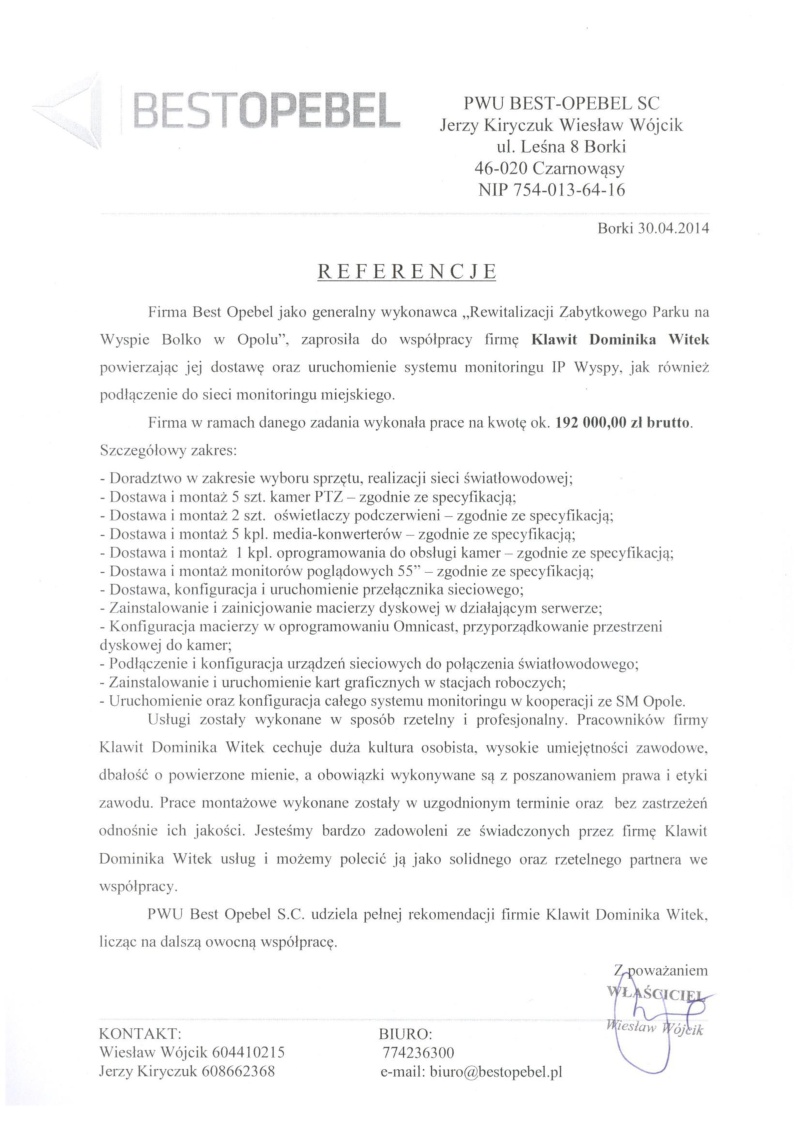 BESTOPEBEL
PWU BEST-OPEBEL SC
Jerzy Kiryczuk Wiesław Wójcik
ul. Leśna 8 Borki
46-020 Czarnowąsy
NIP 754-013-64-16
Borki 30.04.2014
REFERENCJE
Firma Best Opebel jako generalny wykonawca „Rewitalizacji Zabytkowego Parku na
Wyspie Bolko w Opolu”, zaprosiła do współpracy firmę Klawit Dominika Witek
powierzając jej dostawę oraz uruchomienie systemu monitoringu IP Wyspy, jak również
podłączenie do sieci monitoringu miejskiego.
Firma w ramach danego zadania wykonała prace na kwotę ok. 192 000,00 zł brutto.
Szczegółowy zakres:
- Doradztwo w zakresie wyboru sprzętu, realizacji sieci światłowodowej;
- Dostawa i montaż 5 szt. kamer PTZ – zgodnie ze specyfikacją;
- Dostawa i montaż 2 szt. oświetlaczy podczerwieni – zgodnie ze specyfikacją;
- Dostawa i montaż 5 kpl. media-konwerterów – zgodnie ze specyfikacją;
- Dostawa i montaż 1 kpl. oprogramowania do obsługi kamer – zgodnie ze specyfikacją;
- Dostawa i montaż monitorów poglądowych 55” – zgodnie ze specyfikacją;
- Dostawa, konfiguracja i uruchomienie przełącznika sieciowego;
- Zainstalowanie i zainicjowanie macierzy dyskowej w działającym serwerze;
- Konfiguracja macierzy w oprogramowaniu Omnicast, przyporządkowanie przestrzeni
dyskowej do kamer;
- Podłączenie i konfiguracja urządzeń sieciowych do połączenia światłowodowego;
- Zainstalowanie i uruchomienie kart graficznych w stacjach roboczych;
- Uruchomienie oraz konfiguracja całego systemu monitoringu w kooperacji ze SM Opole.
Usługi zostały wykonane w sposób rzetelny i profesjonalny. Pracowników firmy
Klawit Dominika Witek cechuje duża kultura osobista, wysokie umiejętności zawodowe,
dbałość o powierzone mienie, a obowiązki wykonywane są z poszanowaniem prawa i etyki
zawodu. Prace montażowe wykonane zostały w uzgodnionym terminie oraz bez zastrzeżeń
odnośnie ich jakości. Jesteśmy bardzo zadowoleni ze świadczonych przez firmę Klawit
Dominika Witek usług i możemy polecić ją jako solidnego oraz rzetelnego partnera we
współpracy.
PWU Best Opebel S.C. udziela pełnej rekomendacji firmie Klawit Dominika Witek,
licząc na dalszą owocną współpracę.
Z poważaniem
WŁAŚCICIEL
Wiesław Wójcik
KONTAKT:
Wiesław Wójcik 604410215
Jerzy Kiryczuk 608662368
BIURO:
774236300
e-mail: biuro@bestopebel.pl